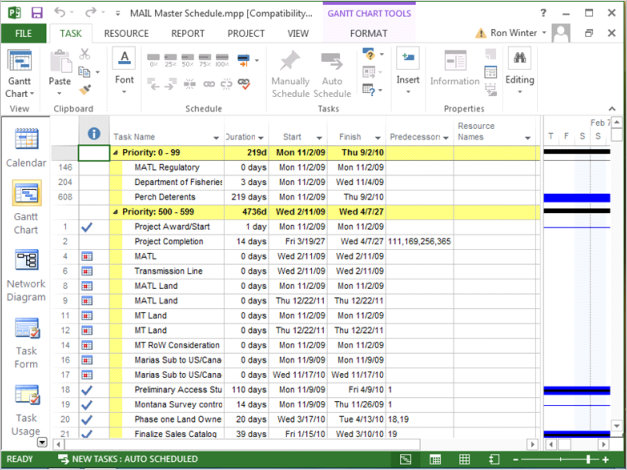 MAIL Master Schedule.mpp [Compatibility...
GANTT CHART TOOLS
FILE TASK RESOURCE REPORT PROJECT VIEW FORMAT
Ron Winter
Gantt Chart
Paste
Font
0% 25% 50% 75% 100%
Manually Schedule
Auto Schedule
Insert
Information
Editing
View Clipboard Schedule Tasks Properties
Feb 7
Task Name Duration Start Finish Predecessors Resource Names T F S S
Priority: 0 - 99 219d Mon 11/2/09 Thu 9/2/10
146 MATL Regulatory 0 days Mon 11/2/09 Mon 11/2/09
204 Department of Fisheries 3 days Mon 11/2/09 Wed 11/4/09
608 Perch Deterents 219 days Mon 11/2/09 Thu 9/2/10
Priority: 500 - 599 4736d Wed 2/11/09 Wed 4/7/27
1 Project Award/Start 1 day Mon 11/2/09 Mon 11/2/09
2 Project Completion 14 days Fri 3/19/27 Wed 4/7/27 111,169,256,365
4 MATL 0 days Wed 2/11/09 Wed 2/11/09
6 Transmission Line 0 days Wed 2/11/09 Wed 2/11/09
8 MATL Land 0 days Wed 2/11/09 Wed 2/11/09
9 MATL Land 0 days Thu 12/22/11 Thu 12/22/11
11 MT Land 0 days Mon 11/2/09 Mon 11/2/09
12 MT Land 0 days Thu 12/22/11 Thu 12/22/11
14 MT RoW Consideration 0 days Mon 11/2/09 Mon 11/2/09
16 Marias Sub to US/Cana 0 days Mon 11/9/09 Mon 11/9/09
17 Marias Sub to US/Cana 0 days Wed 11/17/10 Wed 11/17/10
18 Preliminary Access Stu 110 days Mon 11/9/09 Fri 4/9/10 1
19 Montana Survey contro 14 days Mon 11/9/09 Thu 11/26/09 1
20 Phase one Land Owne 20 days Wed 3/17/10 Tue 4/13/10 18,19
21 Finalize Sales Catalog 39 days Fri 1/15/10 Wed 3/10/10 19
Calendar
Gantt Chart
Network Diagram
Task Form
Task Usage
READY NEW TASKS : AUTO SCHEDULED